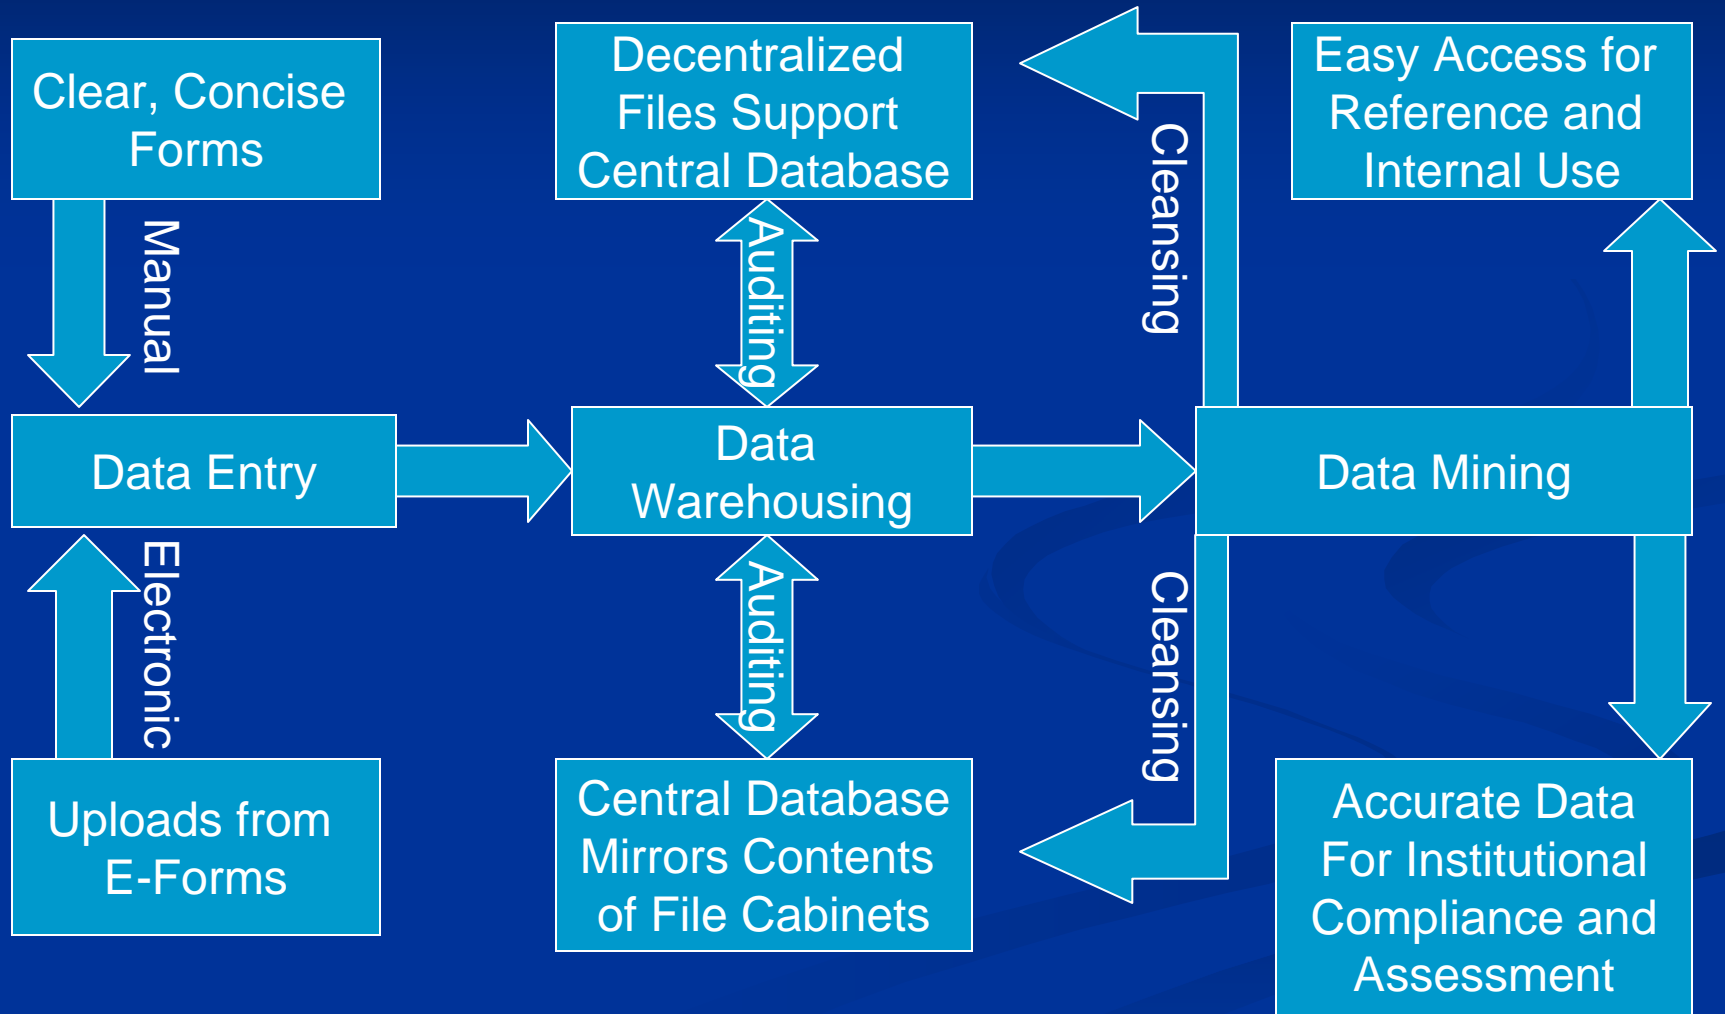 Clear, Concise
Forms
Decentralized
Files Support
Central Database
Easy Access for
Reference and
Internal Use
Manual
Auditing
Cleansing
Data Entry
Data
Warehousing
Data Mining
Electronic
Auditing
Cleansing
Uploads from
E-Forms
Central Database
Mirrors Contents
of File Cabinets
Accurate Data
For Institutional
Compliance and
Assessment